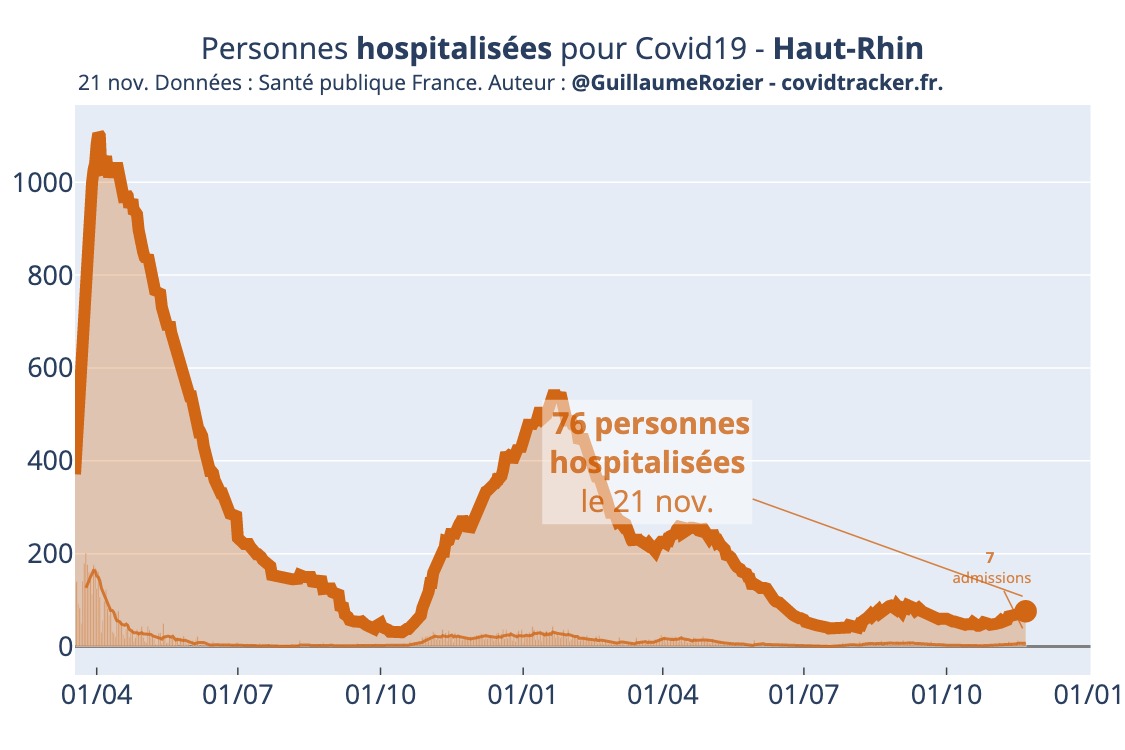 Personnes hospitalisées pour Covid19 - Haut-Rhin
21 nov. Données : Santé publique France. Auteur : @GuillaumeRozier - covidtracker.fr.
1000
800
600
400
200
0
76 personnes
hospitalisées
le 21 nov.
7
admissions
01/04 01/07 01/10 01/01 01/04 01/07 01/10 01/01